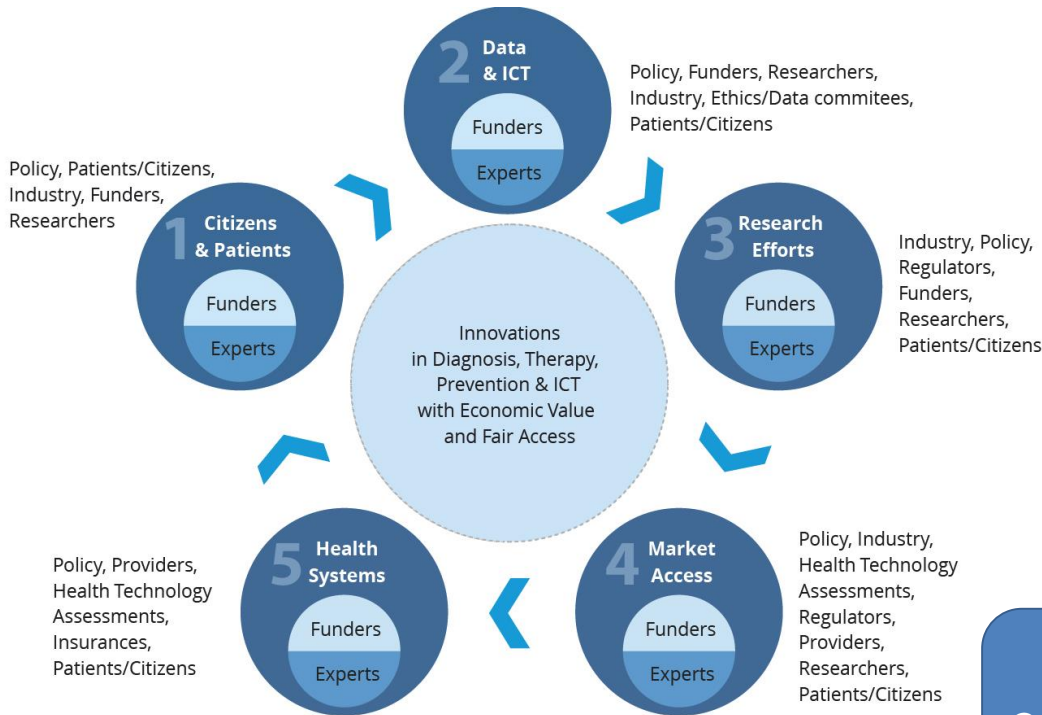 2
Data
& ICT
Funders
Experts
Policy, Funders, Researchers,
Industry, Ethics/Data commitees,
Patients/Citizens
Policy, Patients/Citizens,
Industry, Funders,
Researchers
1
Citizens
& Patients
Funders
Experts
3
Research
Efforts
Funders
Experts
Industry, Policy,
Regulators,
Funders,
Researchers,
Patients/Citizens
Innovations
in Diagnosis, Therapy,
Prevention & ICT
with Economic Value
and Fair Access
5
Health
Systems
Funders
Experts
Policy, Providers,
Health Technology
Assessments,
Insurances,
Patients/Citizens
4
Market
Access
Funders
Experts
Policy, Industry,
Health Technology
Assessments,
Regulators,
Providers,
Researchers,
Patients/Citizens